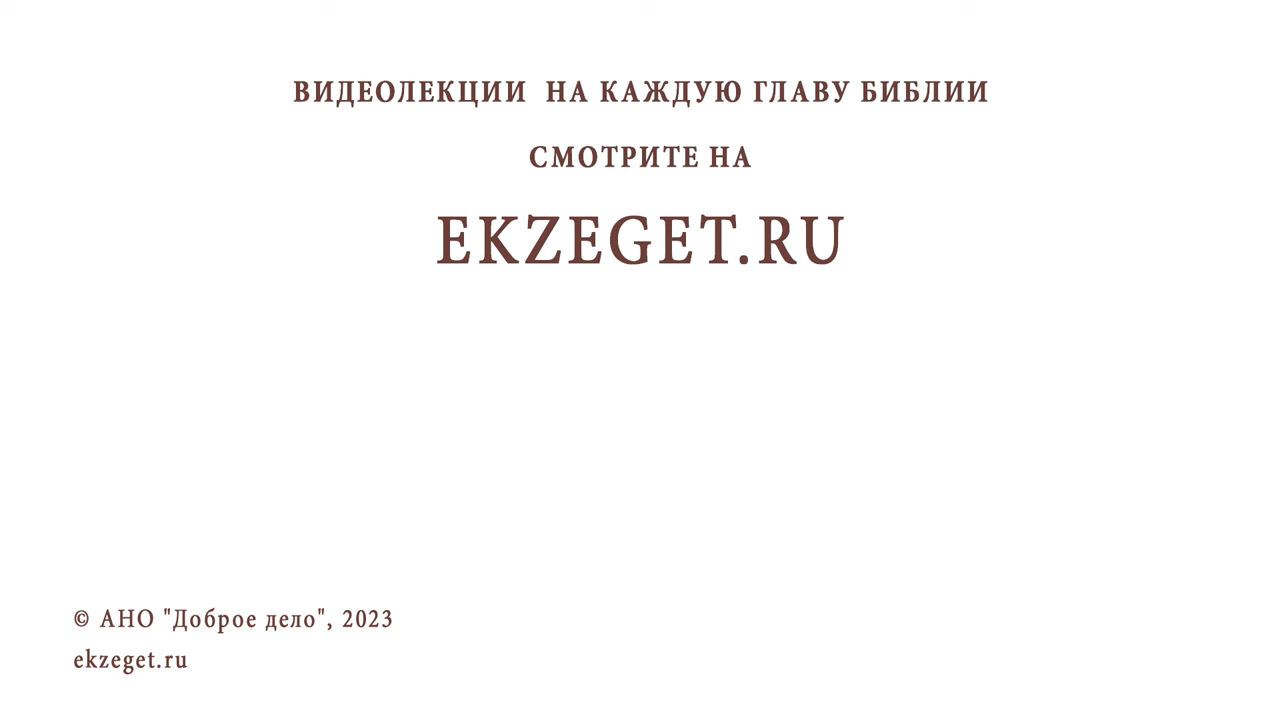 ВИДЕОЛЕКЦИИ НА КАЖДУЮ ГЛАВУ БИБЛИИ
СМОТРИТЕ НА
EKZEGET.RU
© АНО "Доброе дело", 2023
ekzeget.ru